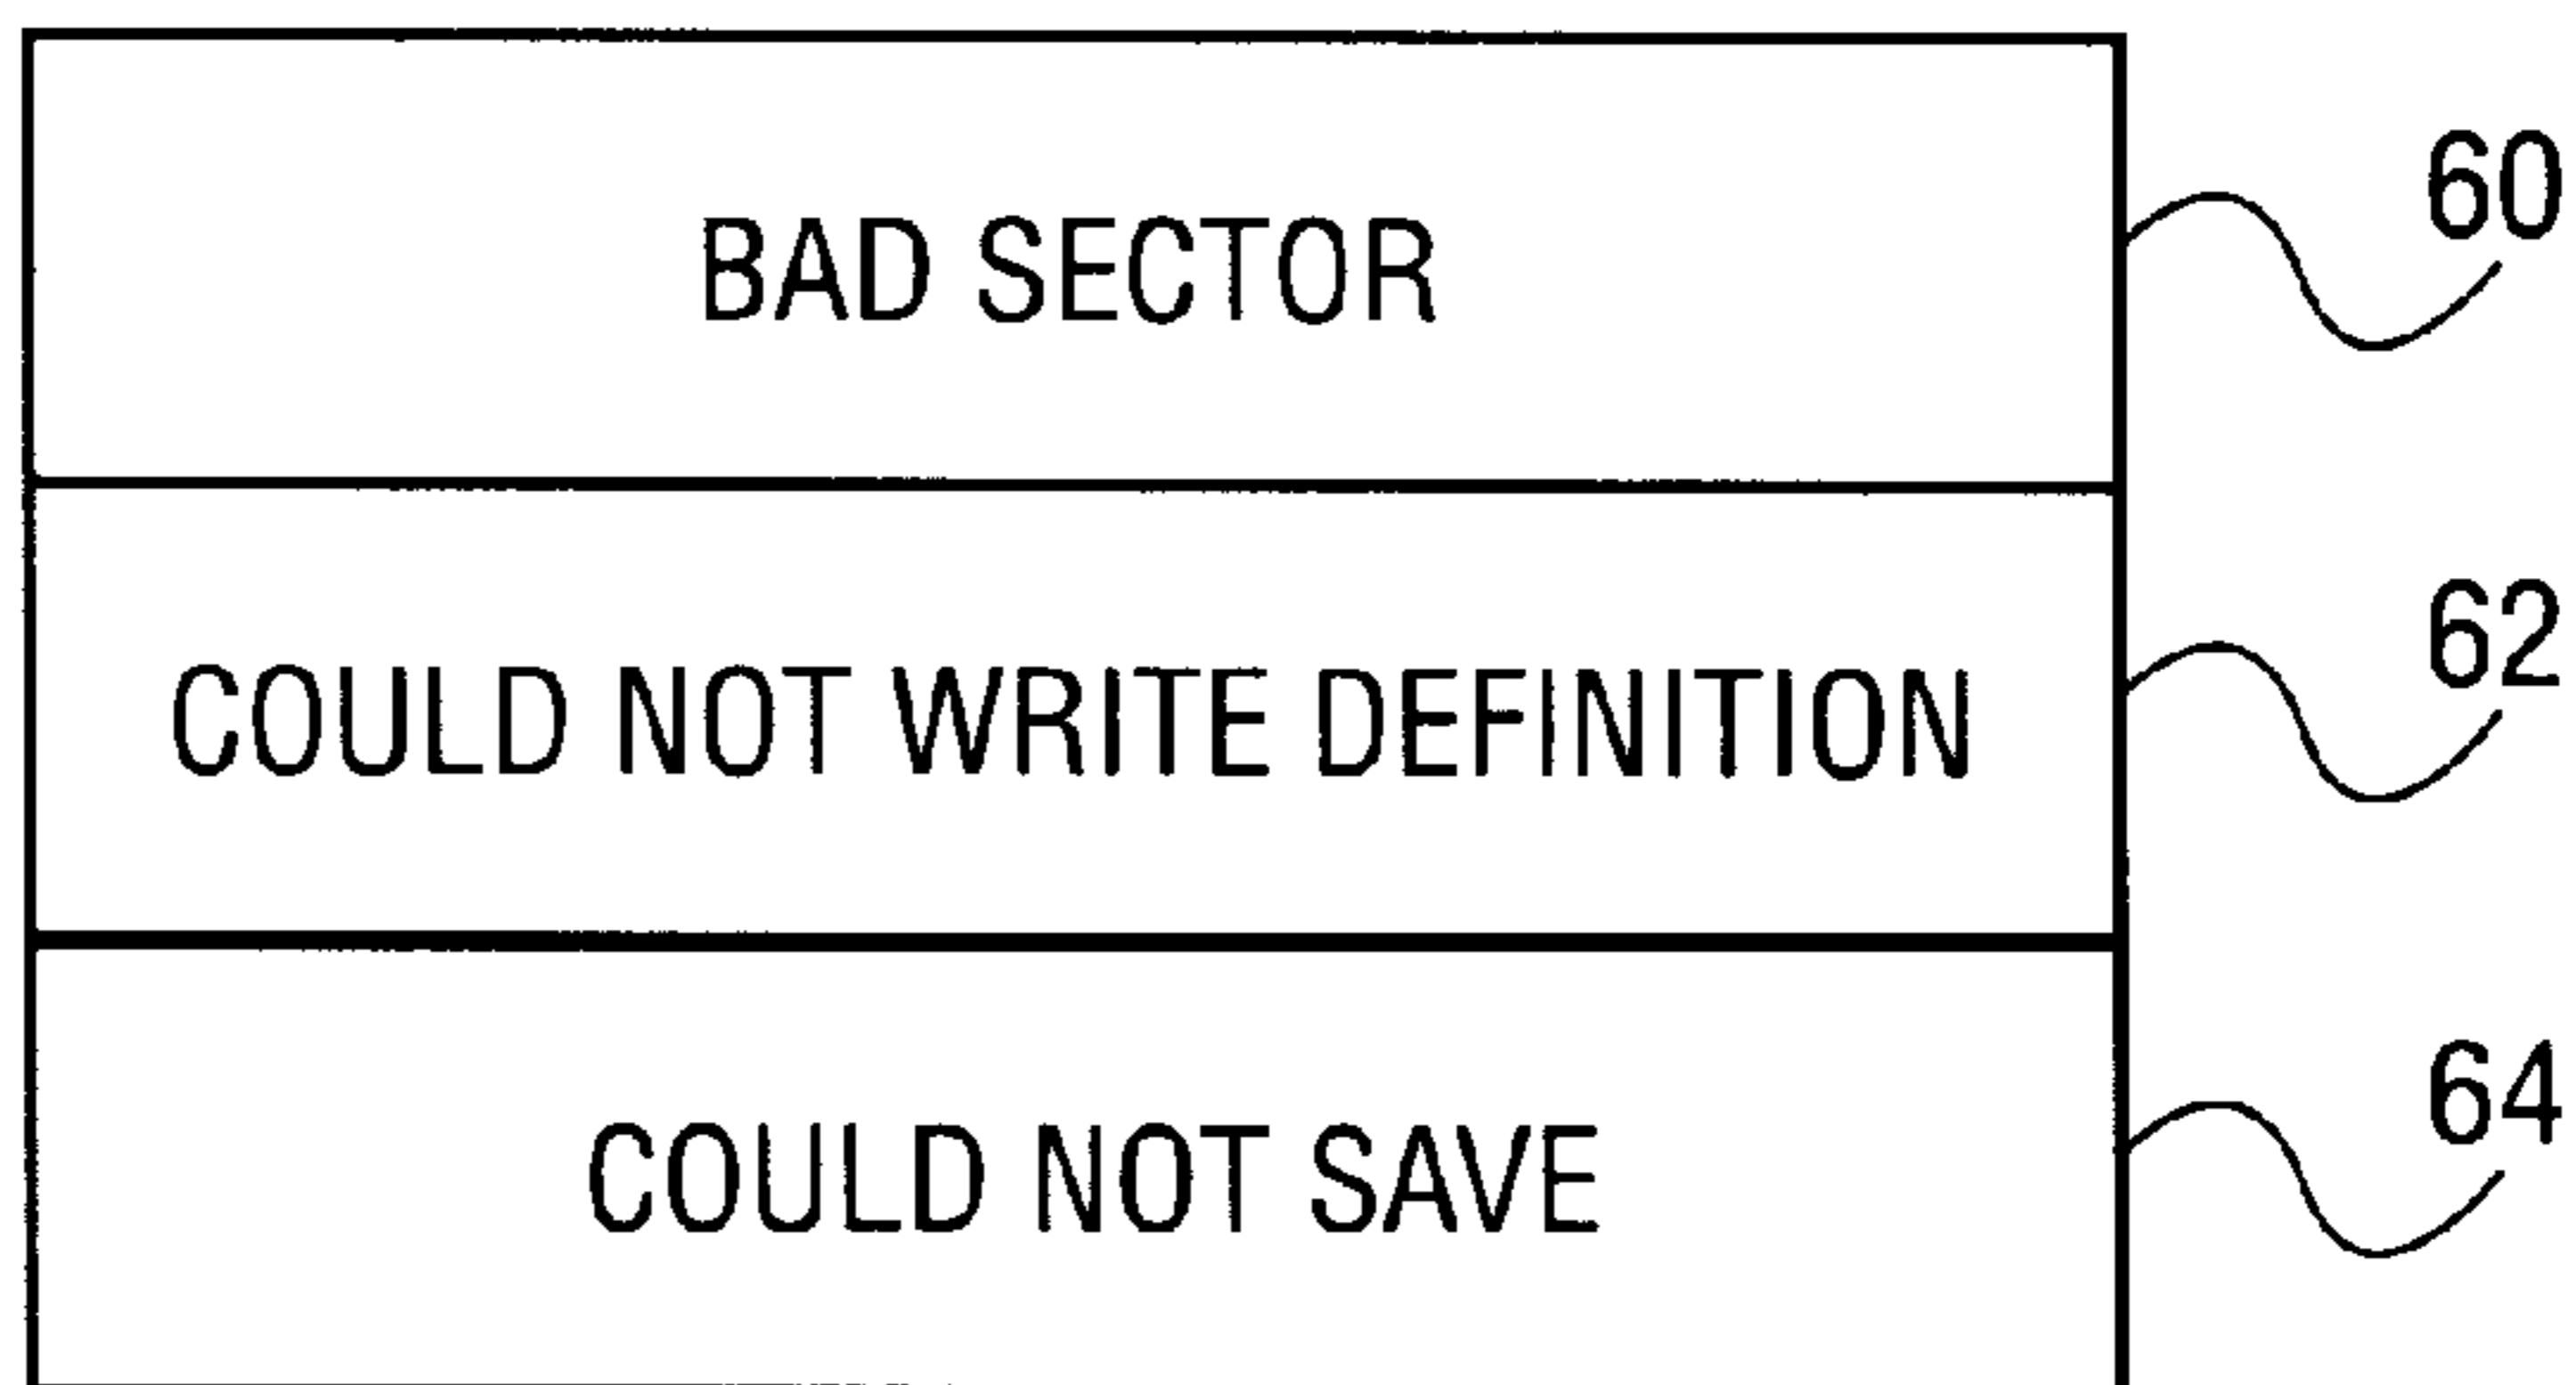 BAD SECTOR
60
COULD NOT WRITE DEFINITION
62
COULD NOT SAVE
64